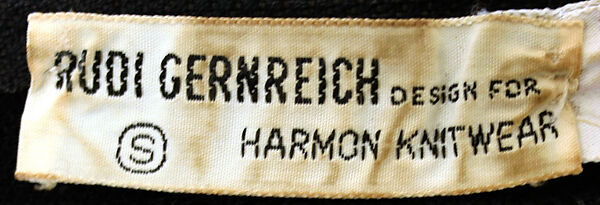 RUDI GERNREICH DESIGN FOR
Ⓢ HARMON KNITWEAR